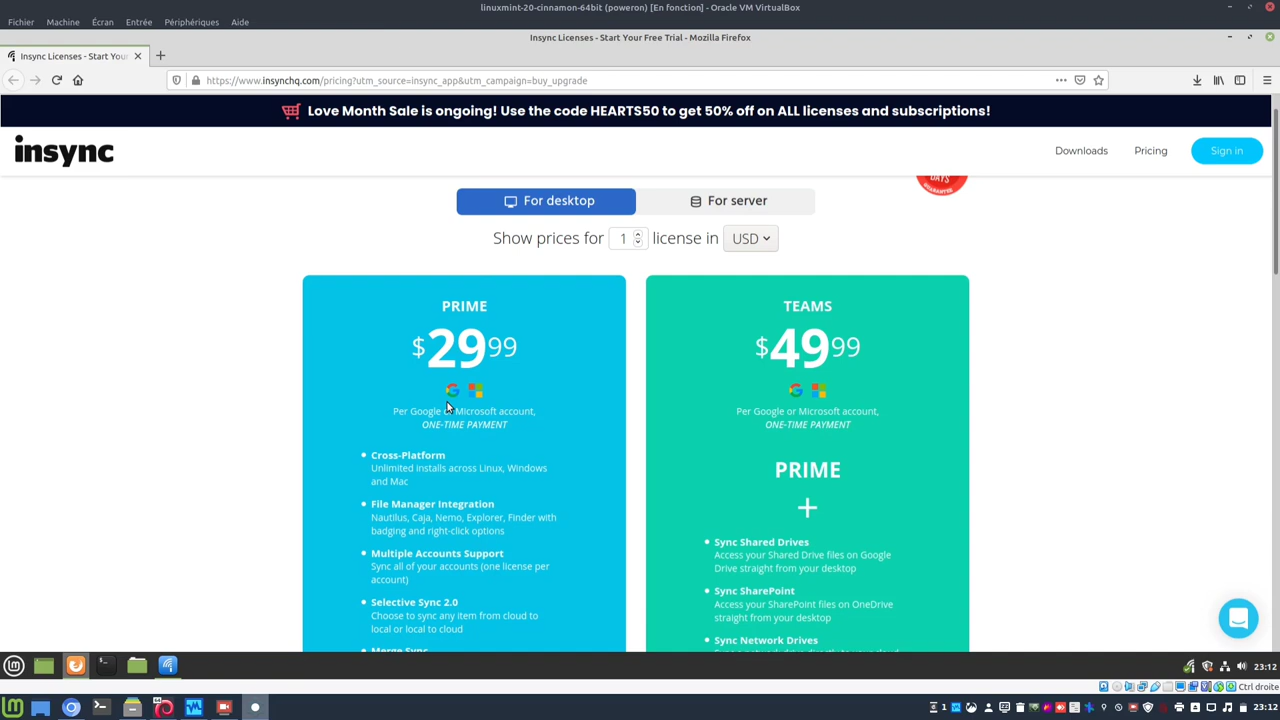 linuxmint-20-cinnamon-64bit (poweron) [En fonction] - Oracle VM VirtualBox
Fichier Machine Écran Entrée Périphériques Aide
Insync Licenses - Start Your Free Trial - Mozilla Firefox
Insync Licenses - Start Your
https://www.insynchq.com/pricing?utm_source=insync_app&utm_campaign=buy_upgrade
Love Month Sale is ongoing! Use the code HEARTS50 to get 50% off on ALL licenses and subscriptions!
insync
Downloads Pricing Sign in
DAYS
GUARANTEE
For desktop For server
Show prices for 1 license in USD
PRIME
$2999
Per Google or Microsoft account,
ONE-TIME PAYMENT
Cross-Platform
Unlimited installs across Linux, Windows
and Mac
File Manager Integration
Nautilus, Caja, Nemo, Explorer, Finder with
badging and right-click options
Multiple Accounts Support
Sync all of your accounts (one license per
account)
Selective Sync 2.0
Choose to sync any item from cloud to
local or local to cloud
Merge Sync
TEAMS
$4999
Per Google or Microsoft account,
ONE-TIME PAYMENT
PRIME
+
Sync Shared Drives
Access your Shared Drive files on Google
Drive straight from your desktop
Sync SharePoint
Access your SharePoint files on OneDrive
straight from your desktop
Sync Network Drives
23:12
Ctrl droite
1
23:12